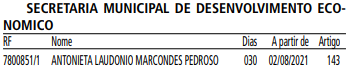 SECRETARIA MUNICIPAL DE DESENVOLVIMENTO ECO-
NOMICO
RF Nome Dias A partir de Artigo
7800851/1 ANTONIETA LAUDONIO MARCONDES PEDROSO 030 02/08/2021 143